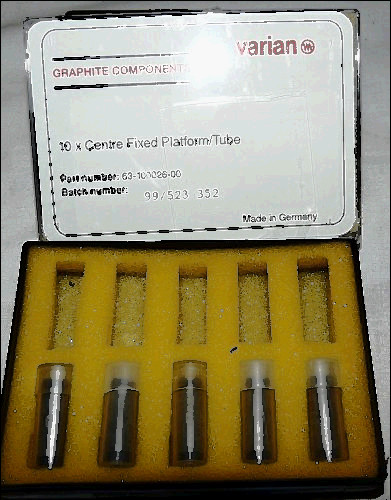 varian
GRAPHITE COMPONENTS
10 x Centre Fixed Platform/Tube
Part number: 63-100026-00
Batch number: 99/523 352
Made in Germany